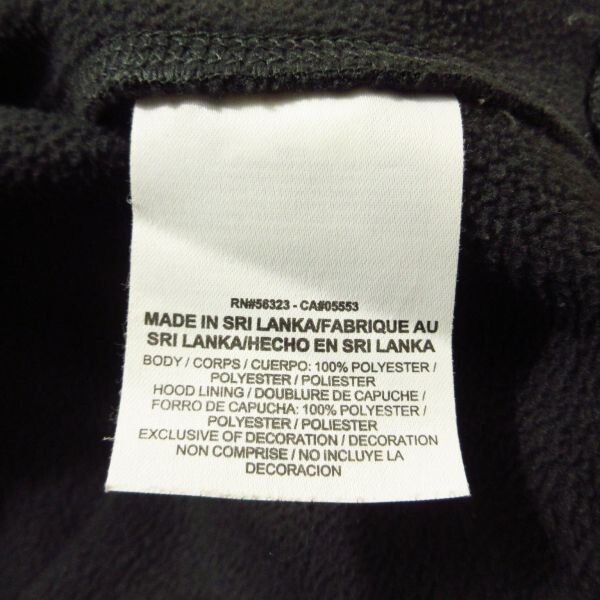 RN#56323 - CA#05553
MADE IN SRI LANKA/FABRIQUE AU
SRI LANKA/HECHO EN SRI LANKA
BODY / CORPS / CUERPO: 100% POLYESTER /
POLYESTER / POLIESTER
HOOD LINING / DOUBLURE DE CAPUCHE /
FORRO DE CAPUCHA: 100% POLYESTER /
POLYESTER / POLIESTER
EXCLUSIVE OF DECORATION / DECORATION
NON COMPRISE / NO INCLUYE LA
DECORACION